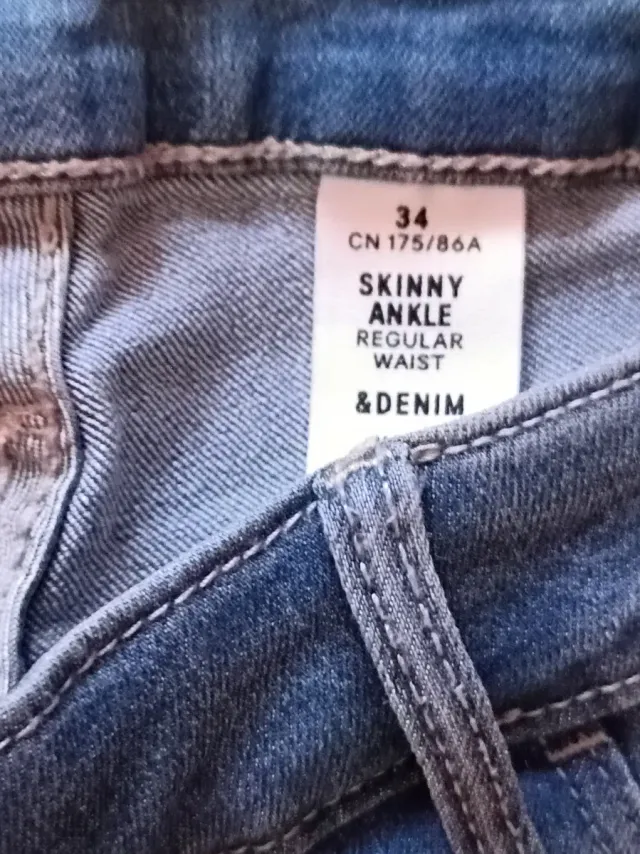 34
CN 175/86A
SKINNY
ANKLE
REGULAR
WAIST
&DENIM